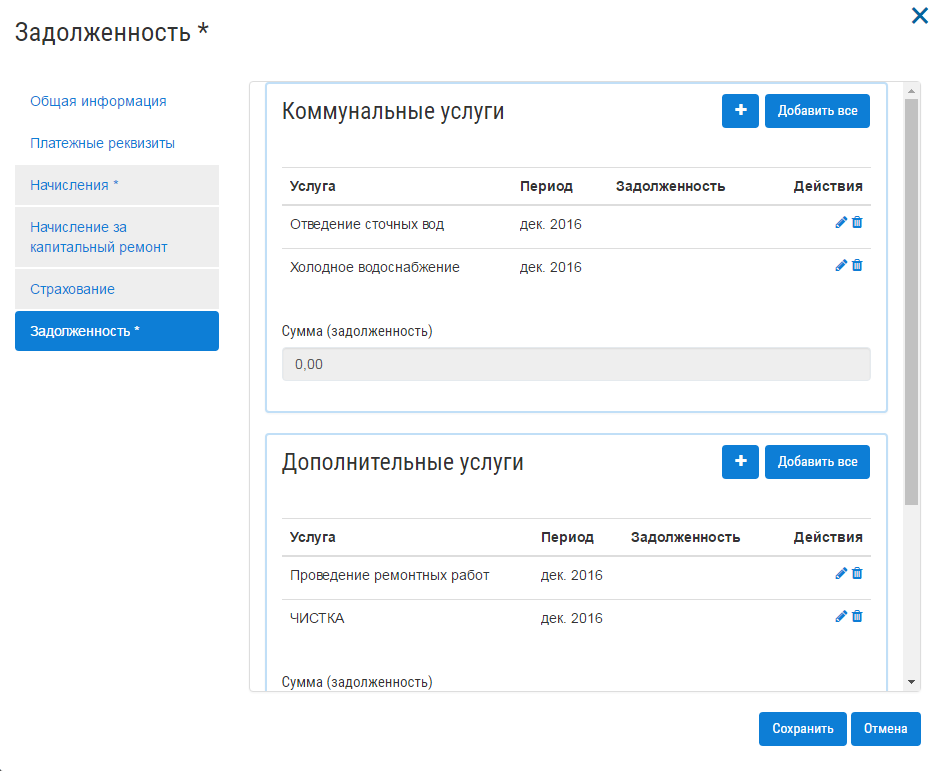 Задолженность *
Общая информация
Платежные реквизиты
Начисления *
Начисление за
капитальный ремонт
Страхование
Задолженность *
Коммунальные услуги
+ Добавить все
Услуга Период Задолженность Действия
Отведение сточных вод дек. 2016
Холодное водоснабжение дек. 2016
Сумма (задолженность)
0,00
Дополнительные услуги
+ Добавить все
Услуга Период Задолженность Действия
Проведение ремонтных работ дек. 2016
ЧИСТКА дек. 2016
Сумма (задолженность)
Сохранить Отмена